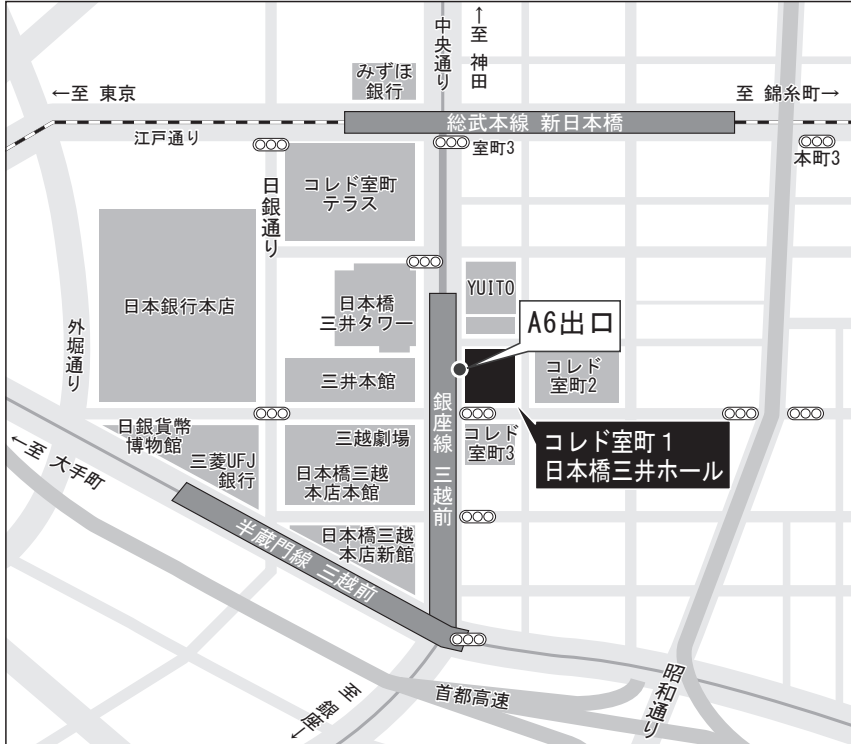 中央通り
↑至 神田
みずほ
銀行
←至 東京
至 錦糸町→
総武本線 新日本橋
江戸通り
室町3
本町3
コレド室町
テラス
日銀通り
日本銀行本店
日本橋
三井タワー
YUITO
A6出口
外堀通り
三井本館
コレド
室町2
銀座線 三越前
日銀貨幣
博物館
三菱UFJ
銀行
三越劇場
日本橋三越
本店本館
コレド
室町3
コレド室町1
日本橋三井ホール
←至 大手町
日本橋三越
本店新館
半蔵門線 三越前
至 銀座→
首都高速
昭和通り